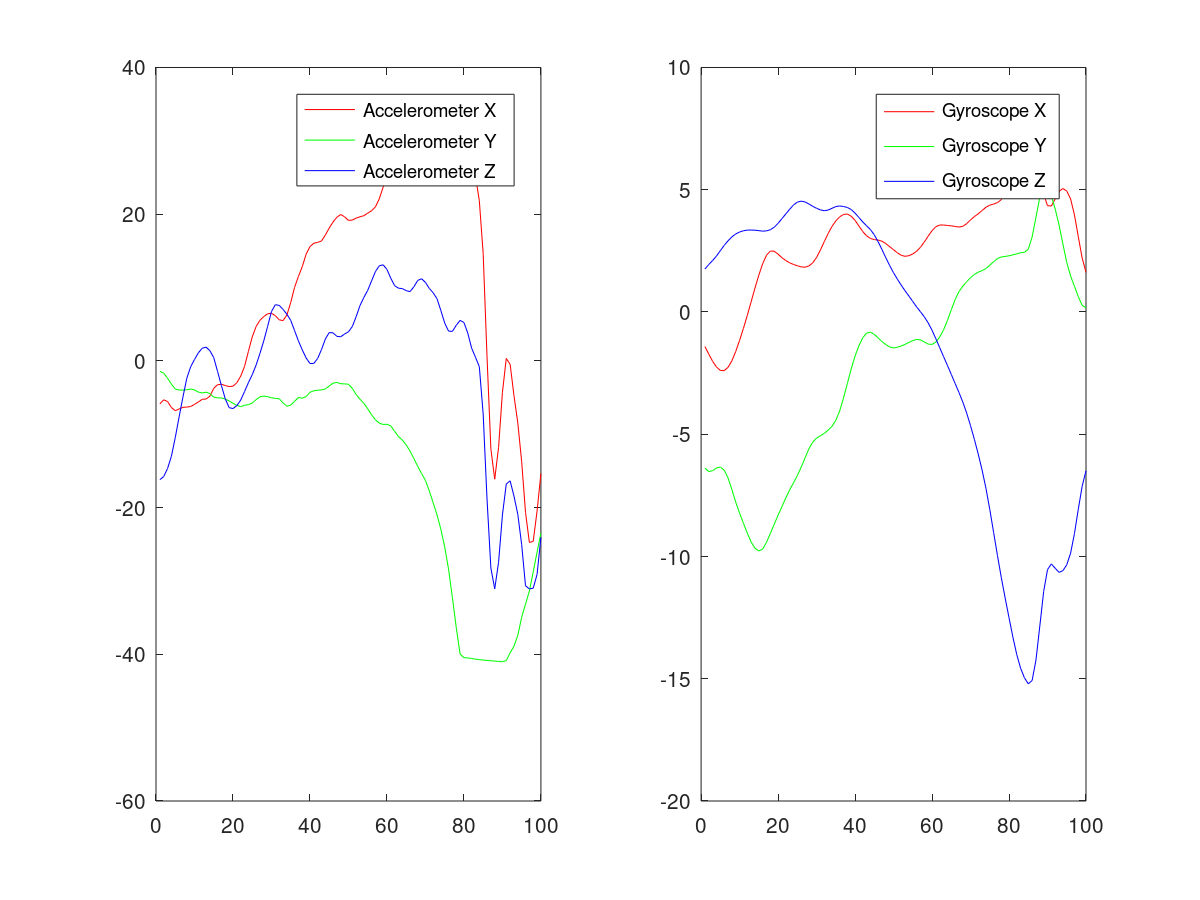 40
20
0
-20
-40
-60
0 20 40 60 80 100
Accelerometer X
Accelerometer Y
Accelerometer Z
10
5
0
-5
-10
-15
-20
0 20 40 60 80 100
Gyroscope X
Gyroscope Y
Gyroscope Z